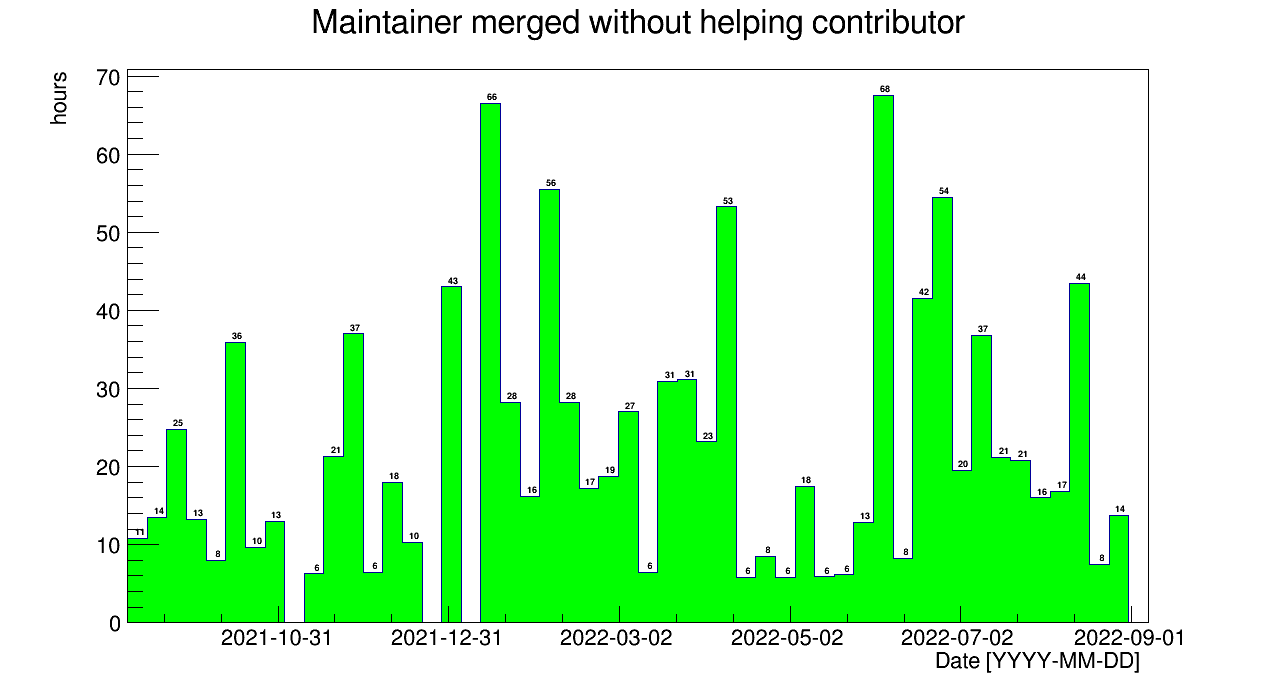 Maintainer merged without helping contributor
hours
70
60
50
40
30
20
10
0
11 14 25 13 8 36 10 13 6 21 37 6 18 10 43 66 28 16 56 28 17 19 27 6 31 31 23 53 6 8 6 18 6 6 13 68 8 42 54 20 37 21 21 16 17 44 8 14
2021-10-31 2021-12-31 2022-03-02 2022-05-02 2022-07-02 2022-09-01
Date [YYYY-MM-DD]